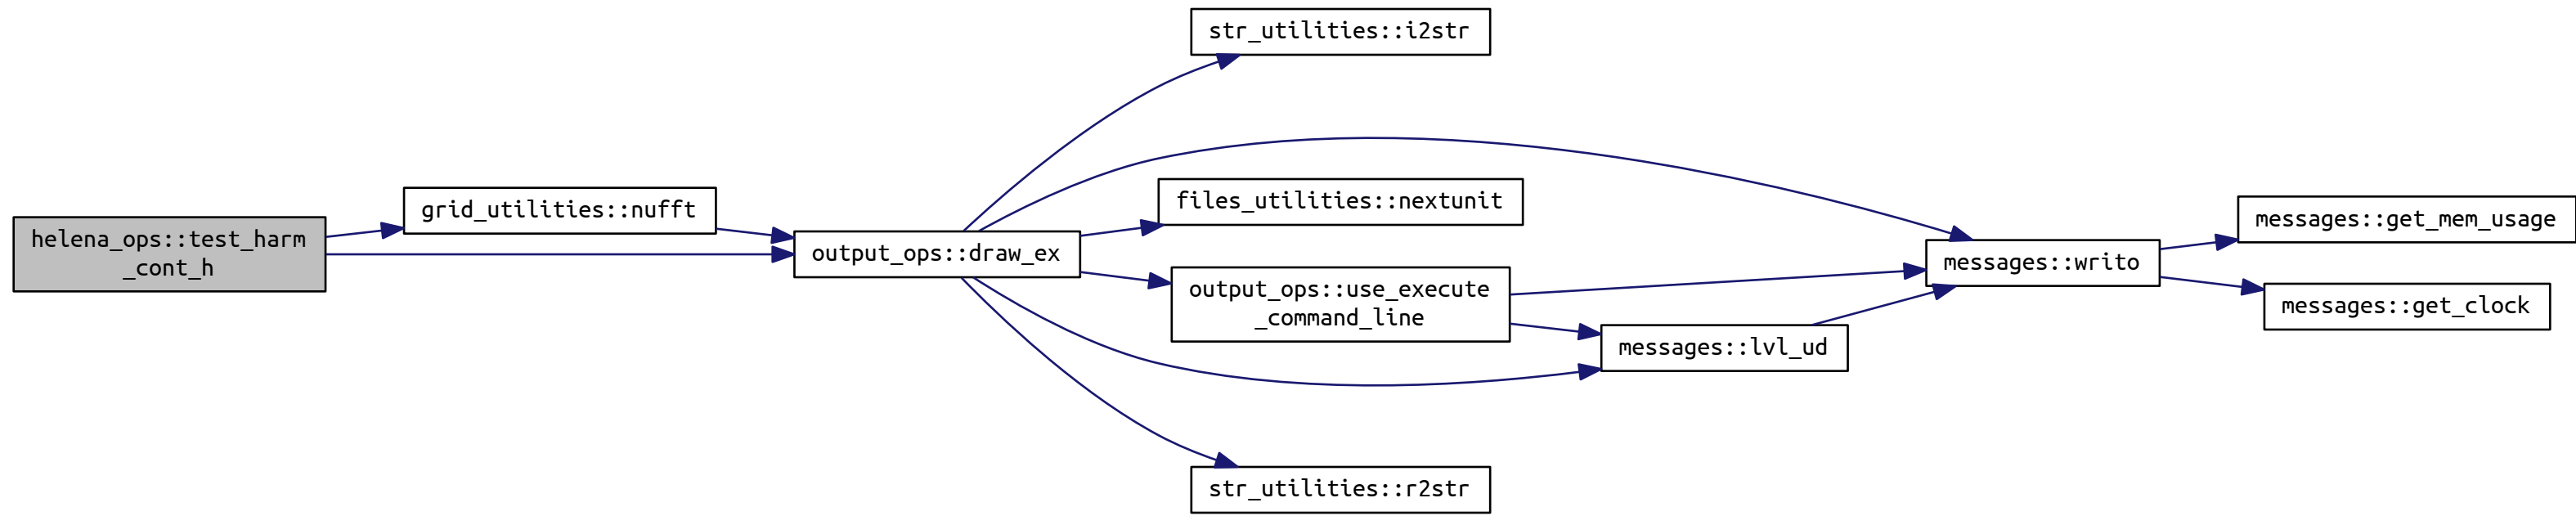 helena_ops::test_harm
_cont_h
grid_utilities::nufft
output_ops::draw_ex
str_utilities::i2str
files_utilities::nextunit
output_ops::use_execute
_command_line
messages::lvl_ud
str_utilities::r2str
messages::writo
messages::get_mem_usage
messages::get_clock